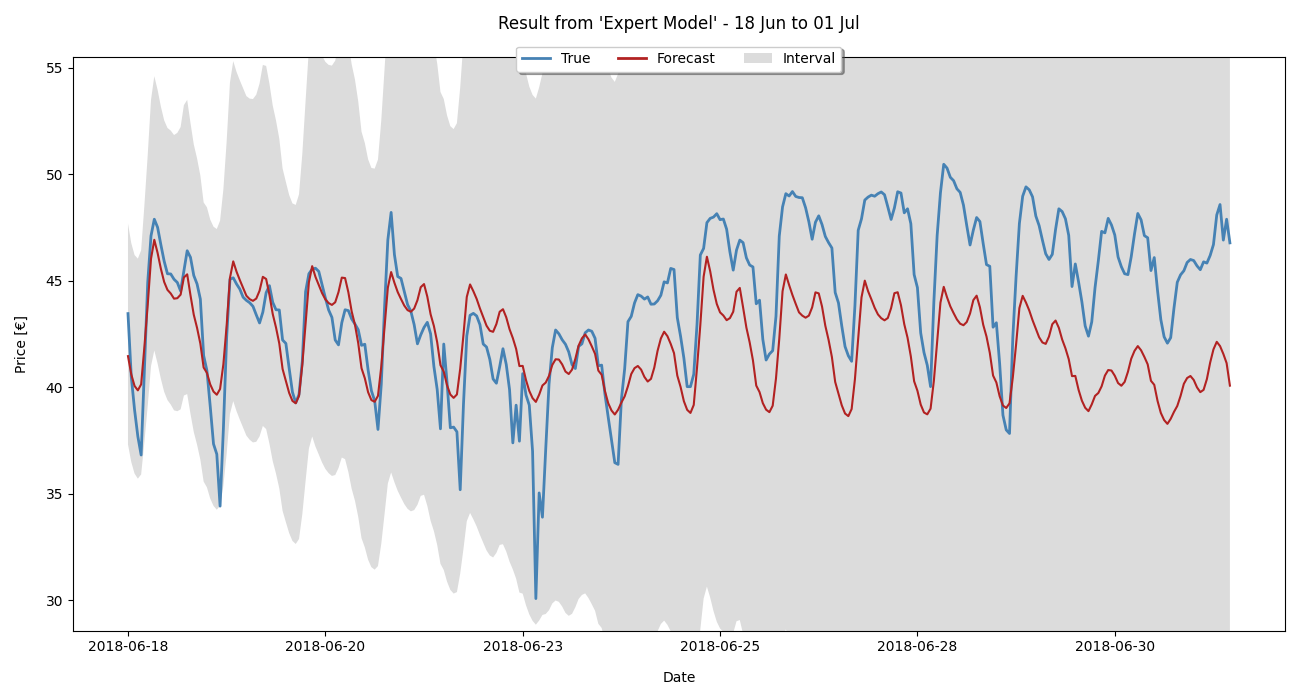 Result from 'Expert Model' - 18 Jun to 01 Jul
True Forecast Interval
55
50
45
40
35
30
Price [€]
2018-06-18 2018-06-20 2018-06-23 2018-06-25 2018-06-28 2018-06-30
Date